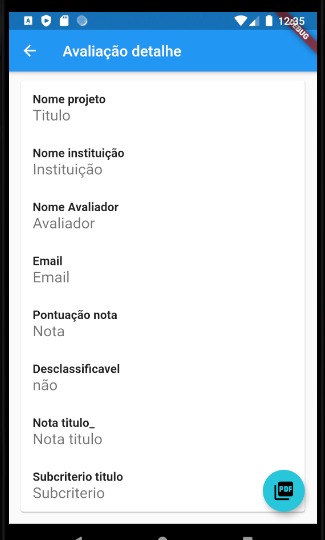 12:35
DEBUG
Avaliação detalhe
Nome projeto
Titulo
Nome instituição
Instituição
Nome Avaliador
Avaliador
Email
Email
Pontuação nota
Nota
Desclassificavel
não
Nota titulo_
Nota titulo
Subcriterio titulo
Subcriterio
PDF